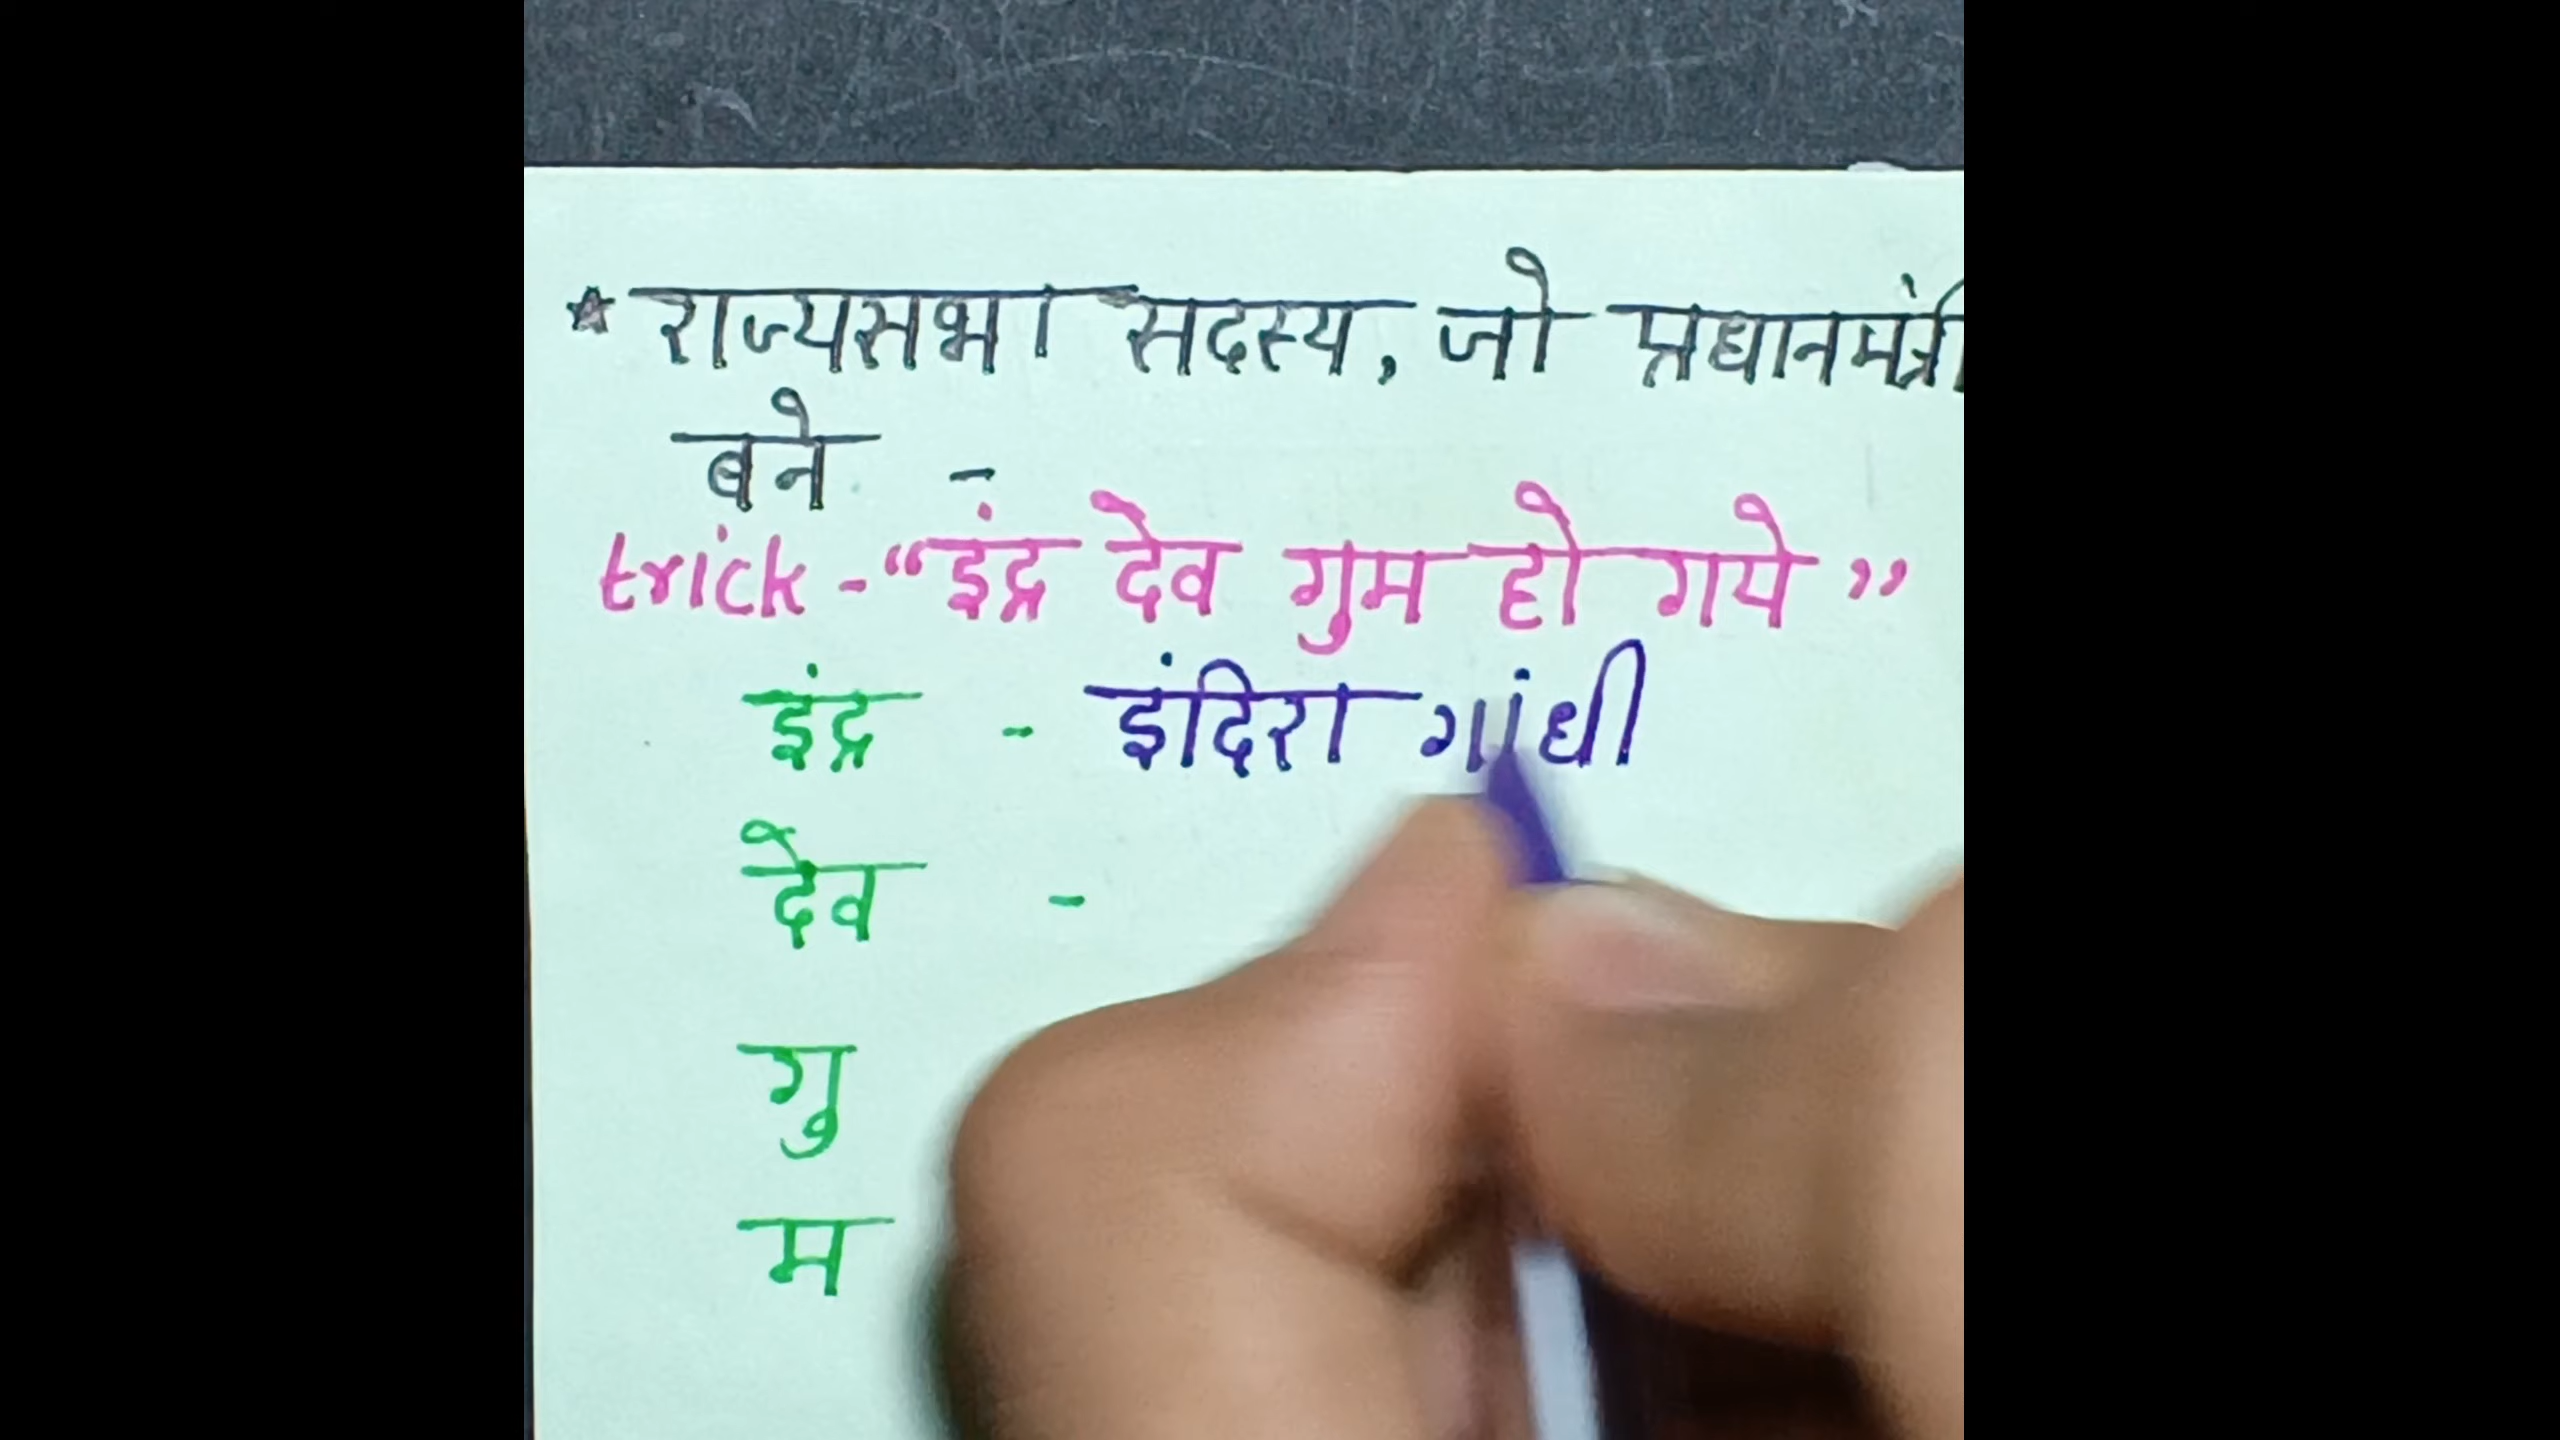 * राज्यसभा सदस्य, जो प्रधानमंत्री
बने -
trick - “इंद्र देव गुम हो गये”
इंद्र - इंदिरा गांधी
देव -
गु
म